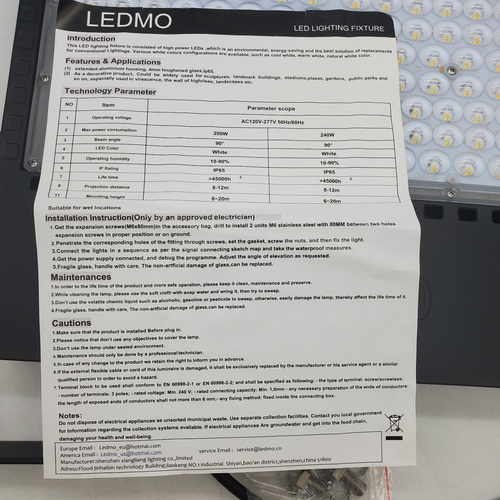 LEDMO
LED LIGHTING FIXTURE
Introduction
This LED lighting fixture is consisted of high power LEDs ,which is an environmental, energy-saving and the best solution of replacements
for conventional Lightings. Various white colors configurations are available, such as cool white, warm white, natural white color.
Features & Applications
(1) extended-aluminum housing, 4mm toughened glass,Ip65.
(2) As a decorative product, Could be widely used for sculptures, landmark buildings, stadiums,plazas, gardens, public parks and
so on, especially used in virescence, the wall of highrises, landscapes etc.
Technology Parameter
NO Item Parameter scope
1 Operating voltage AC120V-277V 50Hz/60Hz
2 Max power consumption 200W 240W
3 Beam angle 90° 90°
4 LED Color White White
5 Operating humidity 10-90% 10-90%
6 IP Rating IP65 IP65
7 Life time >45000h 2 >45000h 2
8 Projection distance 8-12m 8-12m
11 Mounting height 6~20m 6~20m
Suitable for wet locations
Installation Instruction(Only by an approved electrician)
1.Get the expansion screws(M6x80mm)in the accessory bag, drill to install 2 units M6 stainless steel with 80MM between two holes
expansion screws in proper position or on ground.
2.Penetrate the corresponding holes of the fitting through screws, set the gasket, screw the nuts, and then fix the light.
3.Connect the lights in a sequence as per the signal connecting sketch map and take the waterproof measures.
4.Get the power supply connected, and debug the programme. Adjust the angle of elevation as requested.
5.Fragile glass, handle with care, The non-artificial damage of glass,can be replaced.
Maintenances
1.In order to the life time of the product and more safe operation, please keep it clean, maintenance and preserve.
2.While cleaning the lamp, please use the soft cloth with soap water and wiring it, then try to sweep.
3.Don't use the volatile chemic liquid such as alcoholic, gasoline or pesticide to sweep, otherwise, easily damage the lamp, thereby affect the life time of it.
4.Fragile glass, handle with care, The non-artificial damage of glass,can be replaced.
Cautions
1.Make sure that the product is installed Before plug in.
2.Please notice that don't use any objectives to cover the lamp.
3.Don't use the lamp under sealed environment.
4.Maintenance should only be done by a professional technician.
5.In case of any change to the product we retain the right to inform you in advance.
6.If the external flexible cable or cord of this luminaire is damaged, it shall be exclusively replaced by the manufacturer or his service agent or a similar
qualified person in order to avoid a hazard.
7.Terminal block to be used shall conform to EN 60998-2-1 or EN 60998-2-2; and shall be specified as following: - the type of terminal: screw/screwless;
- number of terminals: 3 poles; - rated voltage: Min. 240 V; - rated connecting capacity: Min. 1,0mm - any necessary preparation of the ends of conductors:
the length of exposed ends of conductors shall not more than 8 mm; - any fixing method: fixed inside the connecting box.
Notes:
Do not dispose of electrical appliances as unsorted municipal waste, Use separate collection facilities. Contact you local government
for Information regarding the collection systems available. If electrical appliances Are groundwater and get into the food chain,
damaging your health and well-being.
Europe Email : Ledmo_eu@hotmail.com
America Email : Ledmo_us@hotmai.com service Email : service@ledmo.cn
Manufacturer:shenzhen xiangliang lighting co.,limited
Adress:Flood jinhaibin technology Building,liaokeng NO.1 industrial Shiyan,bao'an district,shenzhen,china 51800